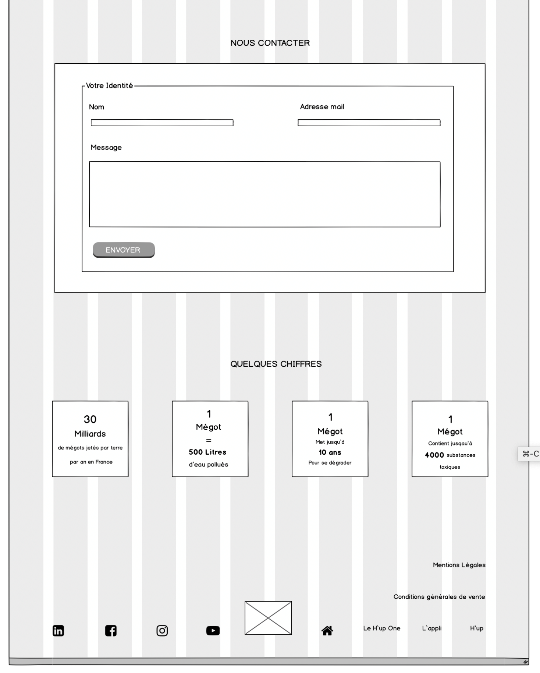 NOUS CONTACTER
Votre Identité
Nom
Adresse mail
Message
ENVOYER
QUELQUES CHIFFRES
30
Milliards
de mégots jetés par terre
par an en France
1
Mégot
=
500 Litres
d'eau pollués
1
Mégot
Met jusqu'à
10 ans
Pour se dégrader
1
Mégot
Contient jusqu'à
4000 substances
toxiques
⌘-C
Mentions Légales
Conditions générales de vente
Le H'up One
L'appli
H'up